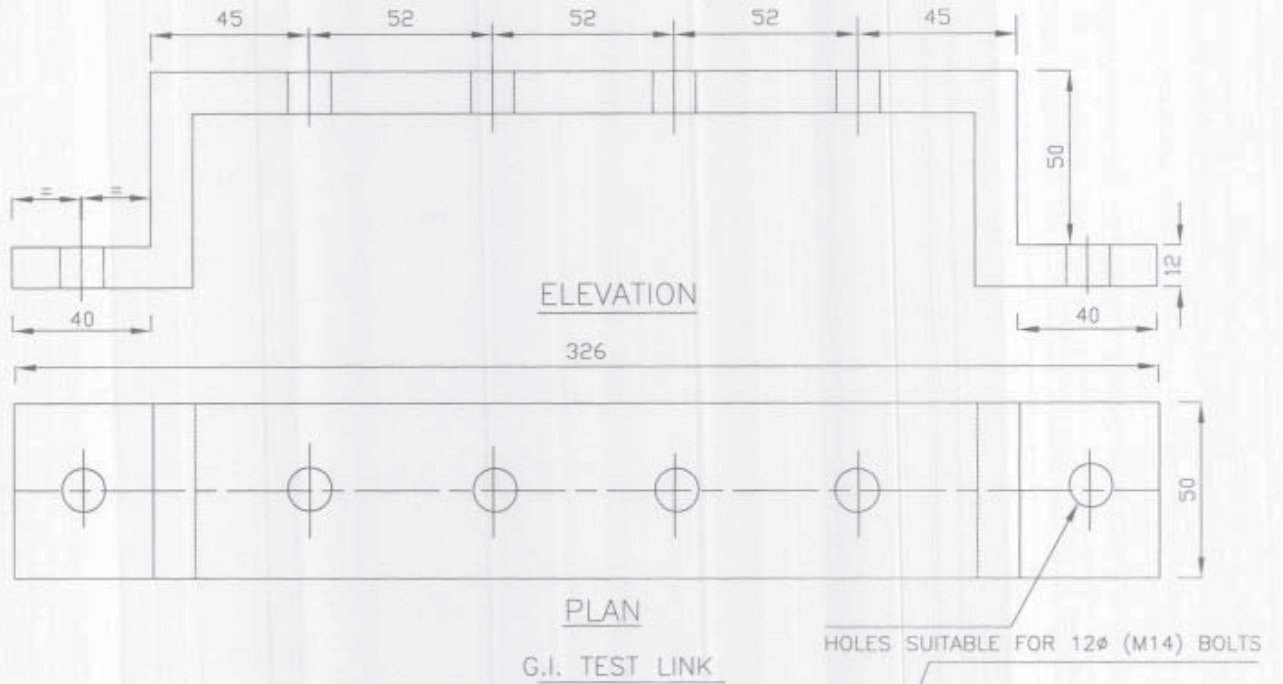 45 52 52 52 45
50
= =
12
ELEVATION
40 40
326
50
PLAN
HOLES SUITABLE FOR 12ø (M14) BOLTS
G.I. TEST LINK